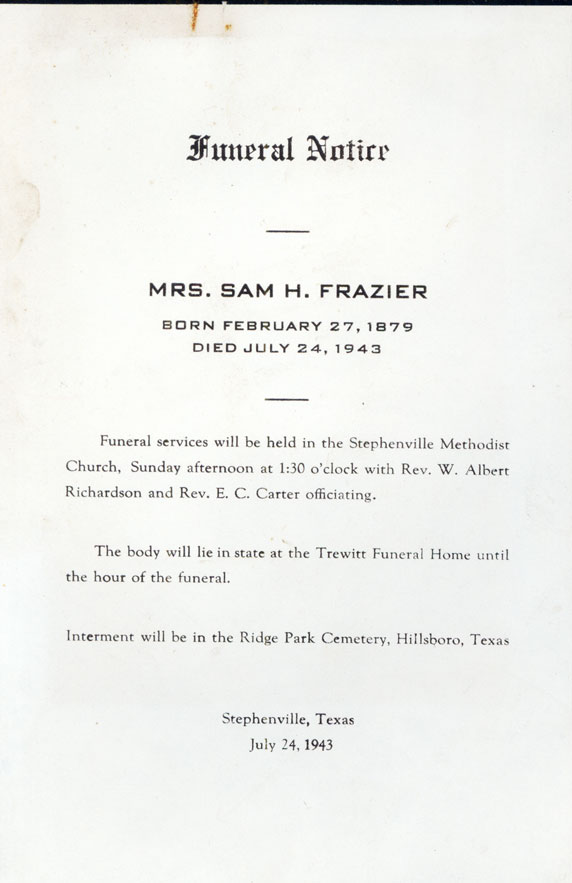 Funeral Notice
MRS. SAM H. FRAZIER
BORN FEBRUARY 27, 1879
DIED JULY 24, 1943
Funeral services will be held in the Stephenville Methodist
Church, Sunday afternoon at 1:30 o'clock with Rev. W. Albert
Richardson and Rev. E. C. Carter officiating.
The body will lie in state at the Trewitt Funeral Home until
the hour of the funeral.
Interment will be in the Ridge Park Cemetery, Hillsboro, Texas
Stephenville, Texas
July 24, 1943